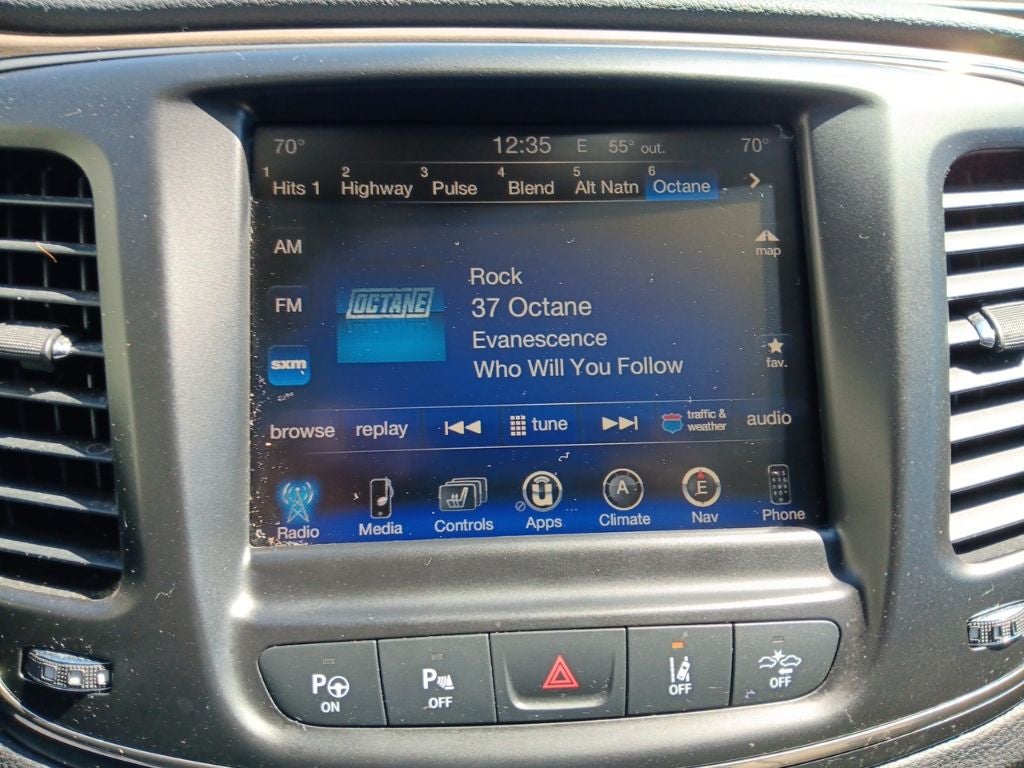 70° 12:35 E 55° out. 70°
1 Hits 1 2 Highway 3 Pulse 4 Blend 5 Alt Natn 6 Octane
AM
map
Rock
FM
OCTANE
37 Octane
Evanescence
sxm
fav.
Who Will You Follow
browse replay tune traffic & weather audio
A E
Radio Media Controls Apps Climate Nav Phone
P ON
P OFF
OFF
OFF